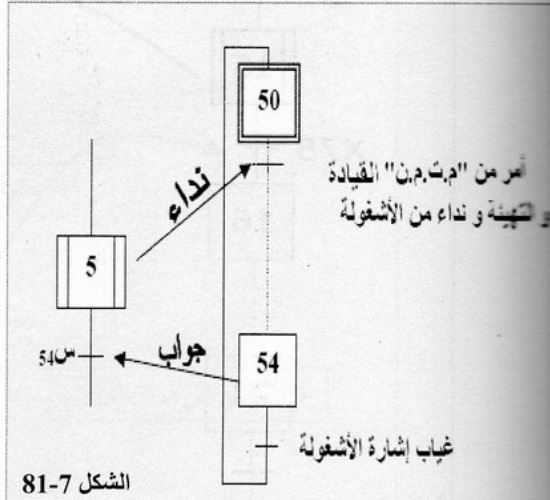 50
أمر من "م.ت.م.ن" القيادة
و التهيئة و نداء من الأشغولة
نداء
5
س54
جواب
54
غياب إشارة الأشغولة
الشكل 7-81